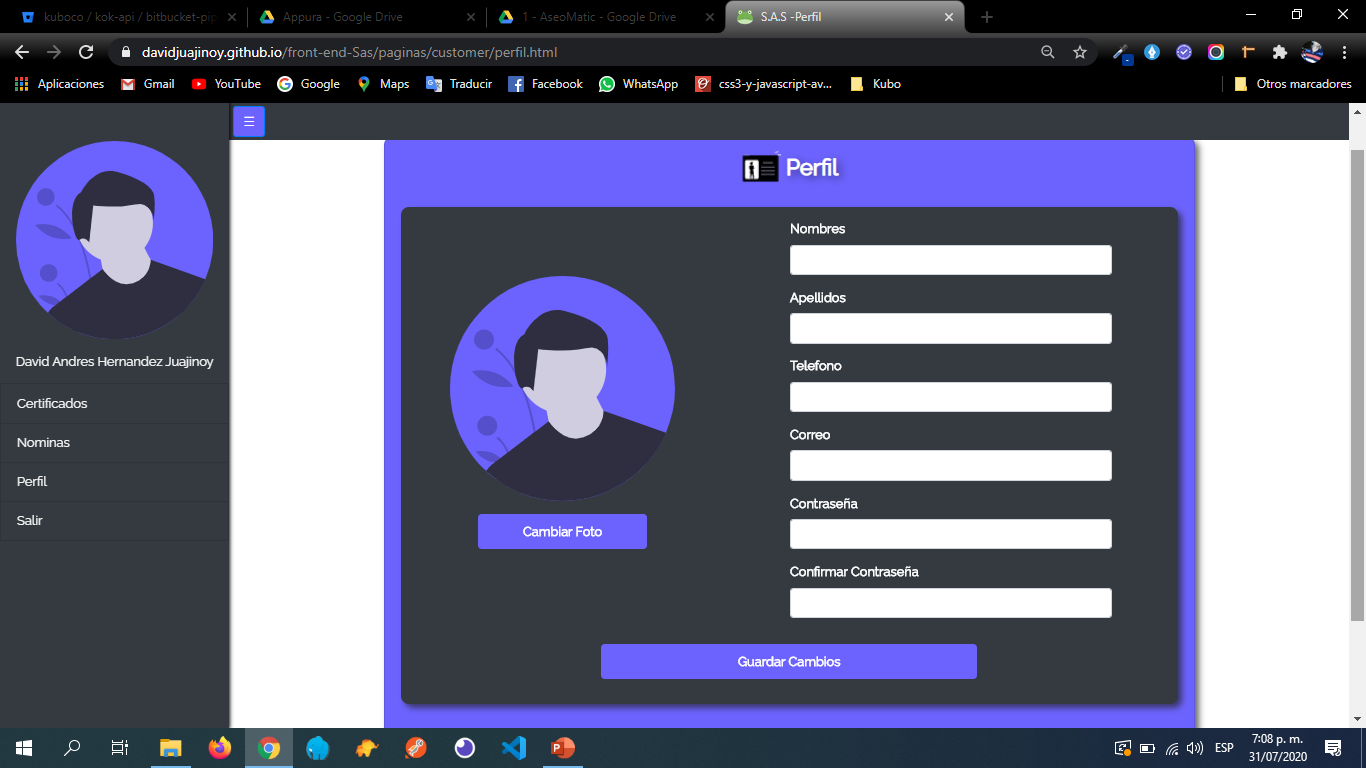 kuboco / kok-api / bitbucket-pip
Appura - Google Drive
1 - AseoMatic - Google Drive
S.A.S -Perfil
davidjuajinoy.github.io/front-end-Sas/paginas/customer/perfil.html
Aplicaciones Gmail YouTube Google Maps Traducir Facebook WhatsApp css3-y-javascript-av... Kubo Otros marcadores
☰
Perfil
David Andres Hernandez Juajinoy
Certificados
Nominas
Perfil
Salir
Cambiar Foto
Nombres
Apellidos
Telefono
Correo
Contraseña
Confirmar Contraseña
Guardar Cambios
ESP
7:08 p. m.
31/07/2020